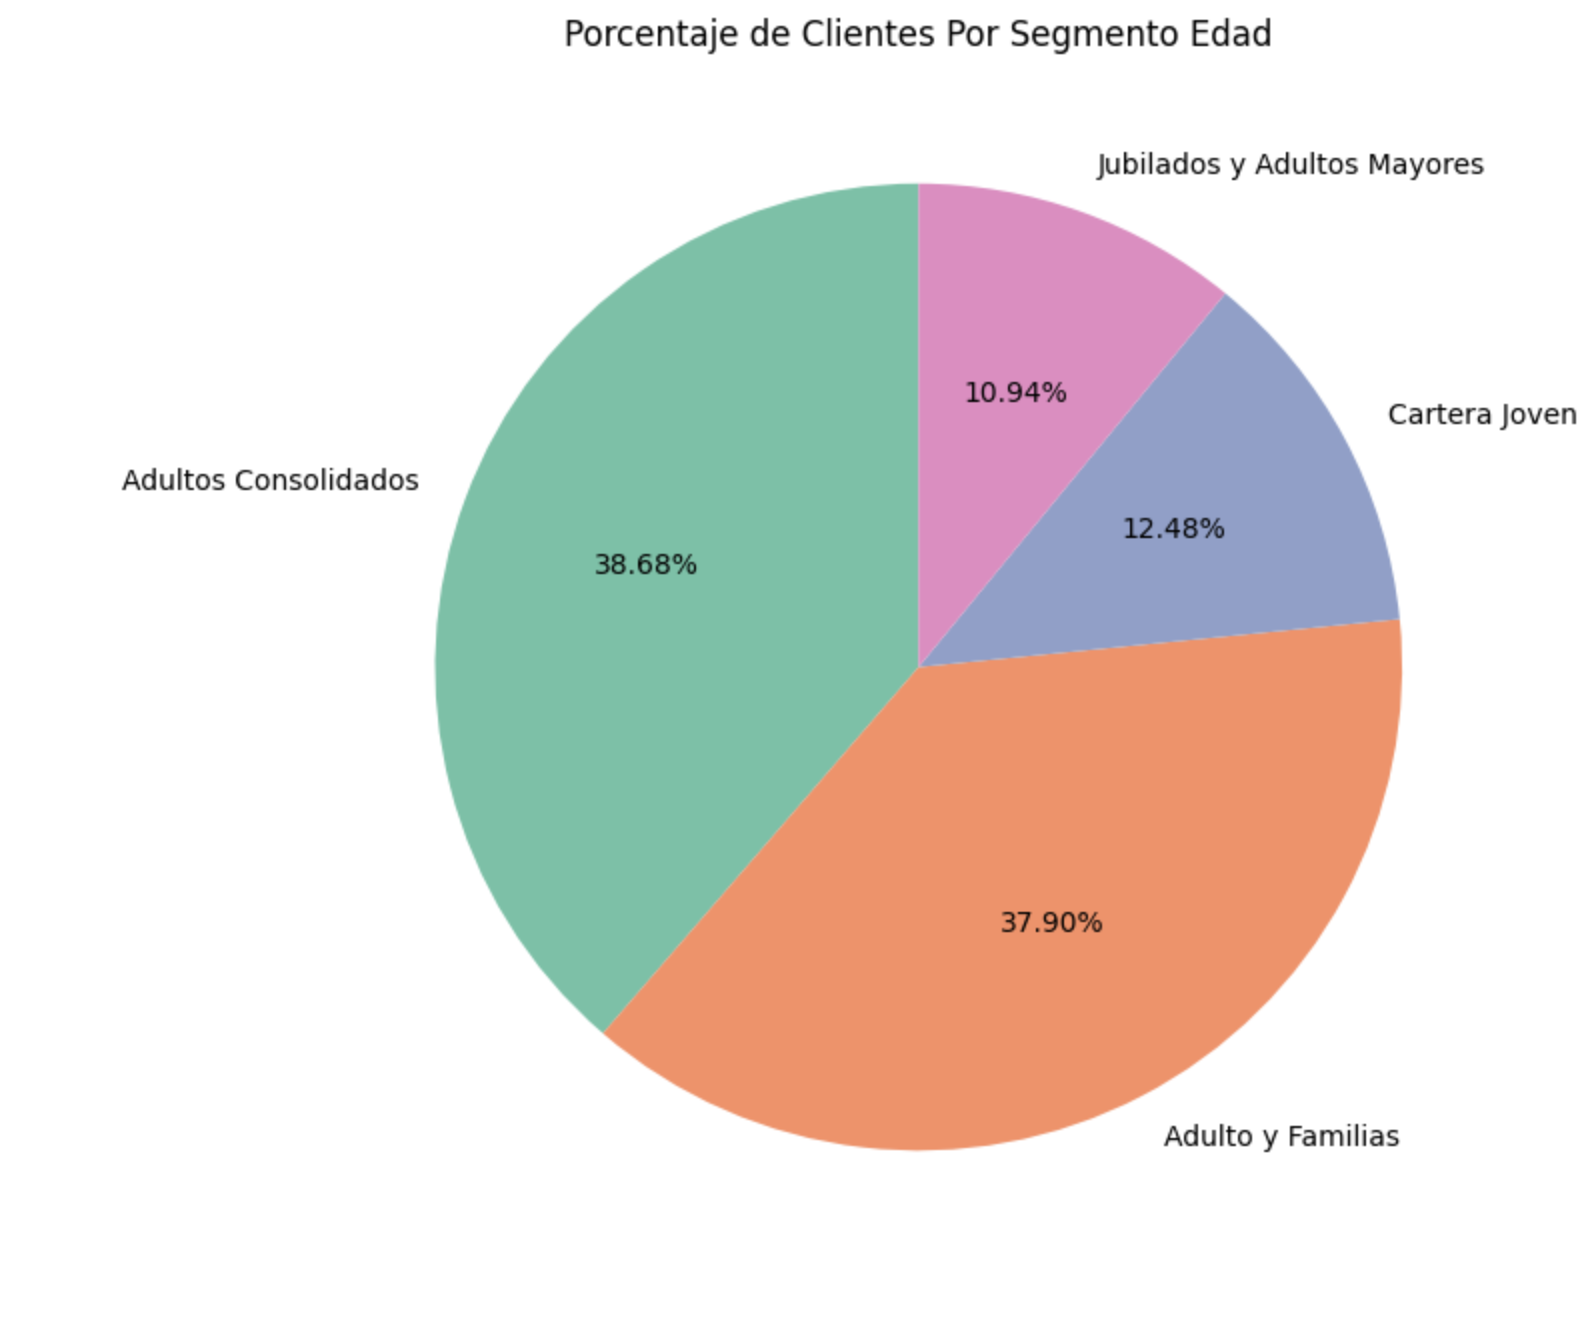 Porcentaje de Clientes Por Segmento Edad
Jubilados y Adultos Mayores
10.94%
Cartera Joven
12.48%
Adultos Consolidados
38.68%
37.90%
Adulto y Familias